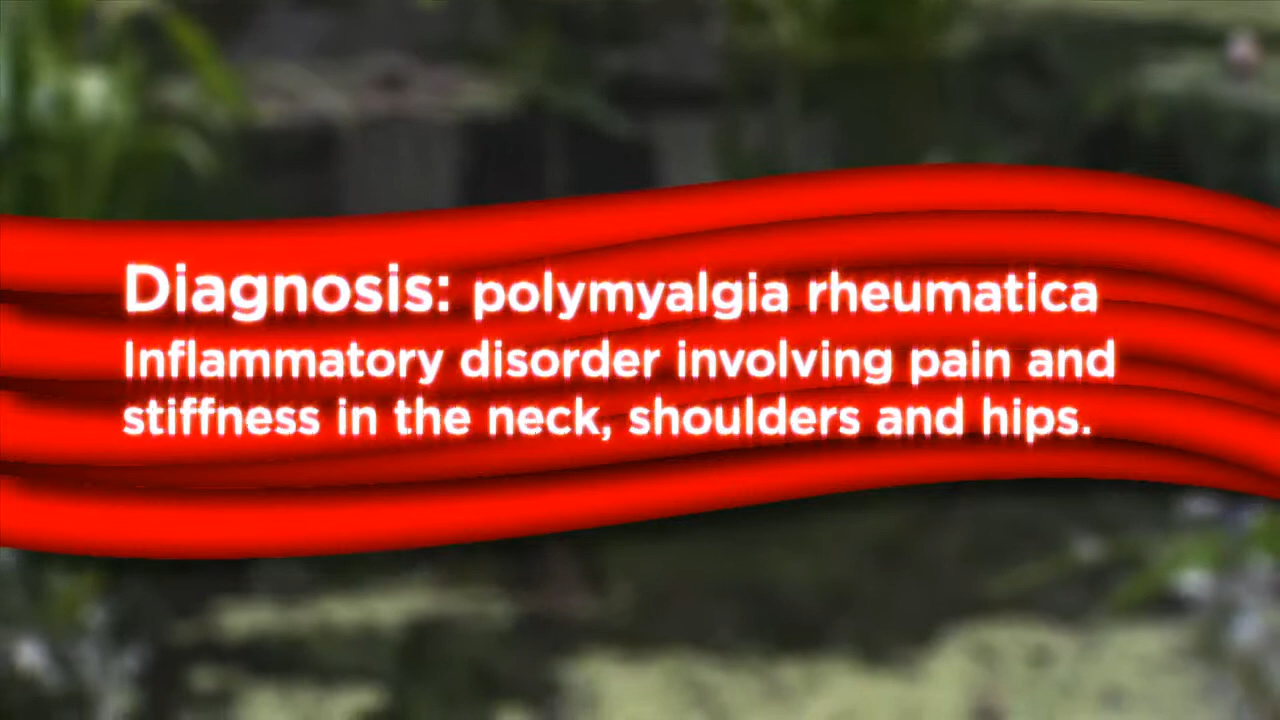 Diagnosis: polymyalgia rheumatica
Inflammatory disorder involving pain and
stiffness in the neck, shoulders and hips.